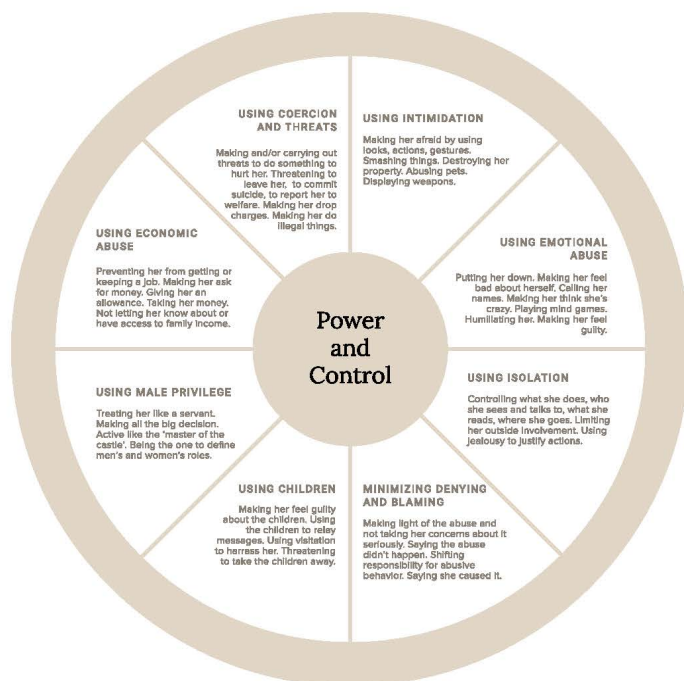 USING COERCION
AND THREATS
Making and/or carrying out
threats to do something to
hurt her. Threatening to
leave her, to commit
suicide, to report her to
welfare. Making her drop
charges. Making her do
illegal things.
USING INTIMIDATION
Making her afraid by using
looks, actions, gestures.
Smashing things. Destroying her
property. Abusing pets.
Displaying weapons.
USING EMOTIONAL
ABUSE
Putting her down. Making her feel
bad about herself. Calling her
names. Making her think she's
crazy. Playing mind games.
Humiliating her. Making her feel
guilty.
USING ISOLATION
Controlling what she does, who
she sees and talks to, what she
reads, where she goes. Limiting
her outside involvement. Using
jealousy to justify actions.
MINIMIZING DENYING
AND BLAMING
Making light of the abuse and
not taking her concerns about it
seriously. Saying the abuse
didn't happen. Shifting
responsibility for abusive
behavior. Saying she caused it.
USING CHILDREN
Making her feel guilty
about the children. Using
the children to relay
messages. Using visitation
to harrass her. Threatening
to take the children away.
USING MALE PRIVILEGE
Treating her like a servant.
Making all the big decision.
Active like the 'master of the
castle'. Being the one to define
men's and women's roles.
USING ECONOMIC
ABUSE
Preventing her from getting or
keeping a job. Making her ask
for money. Giving her an
allowance. Taking her money.
Not letting her know about or
have access to family income.
Power
and
Control